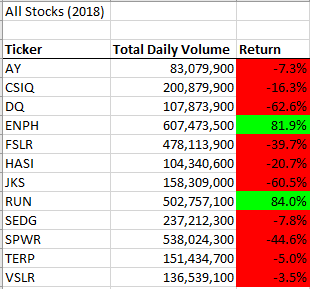 All Stocks (2018)
Ticker Total Daily Volume Return
AY 83,079,900 -7.3%
CSIQ 200,879,900 -16.3%
DQ 107,873,900 -62.6%
ENPH 607,473,500 81.9%
FSLR 478,113,900 -39.7%
HASI 104,340,600 -20.7%
JKS 158,309,000 -60.5%
RUN 502,757,100 84.0%
SEDG 237,212,300 -7.8%
SPWR 538,024,300 -44.6%
TERP 151,434,700 -5.0%
VSLR 136,539,100 -3.5%